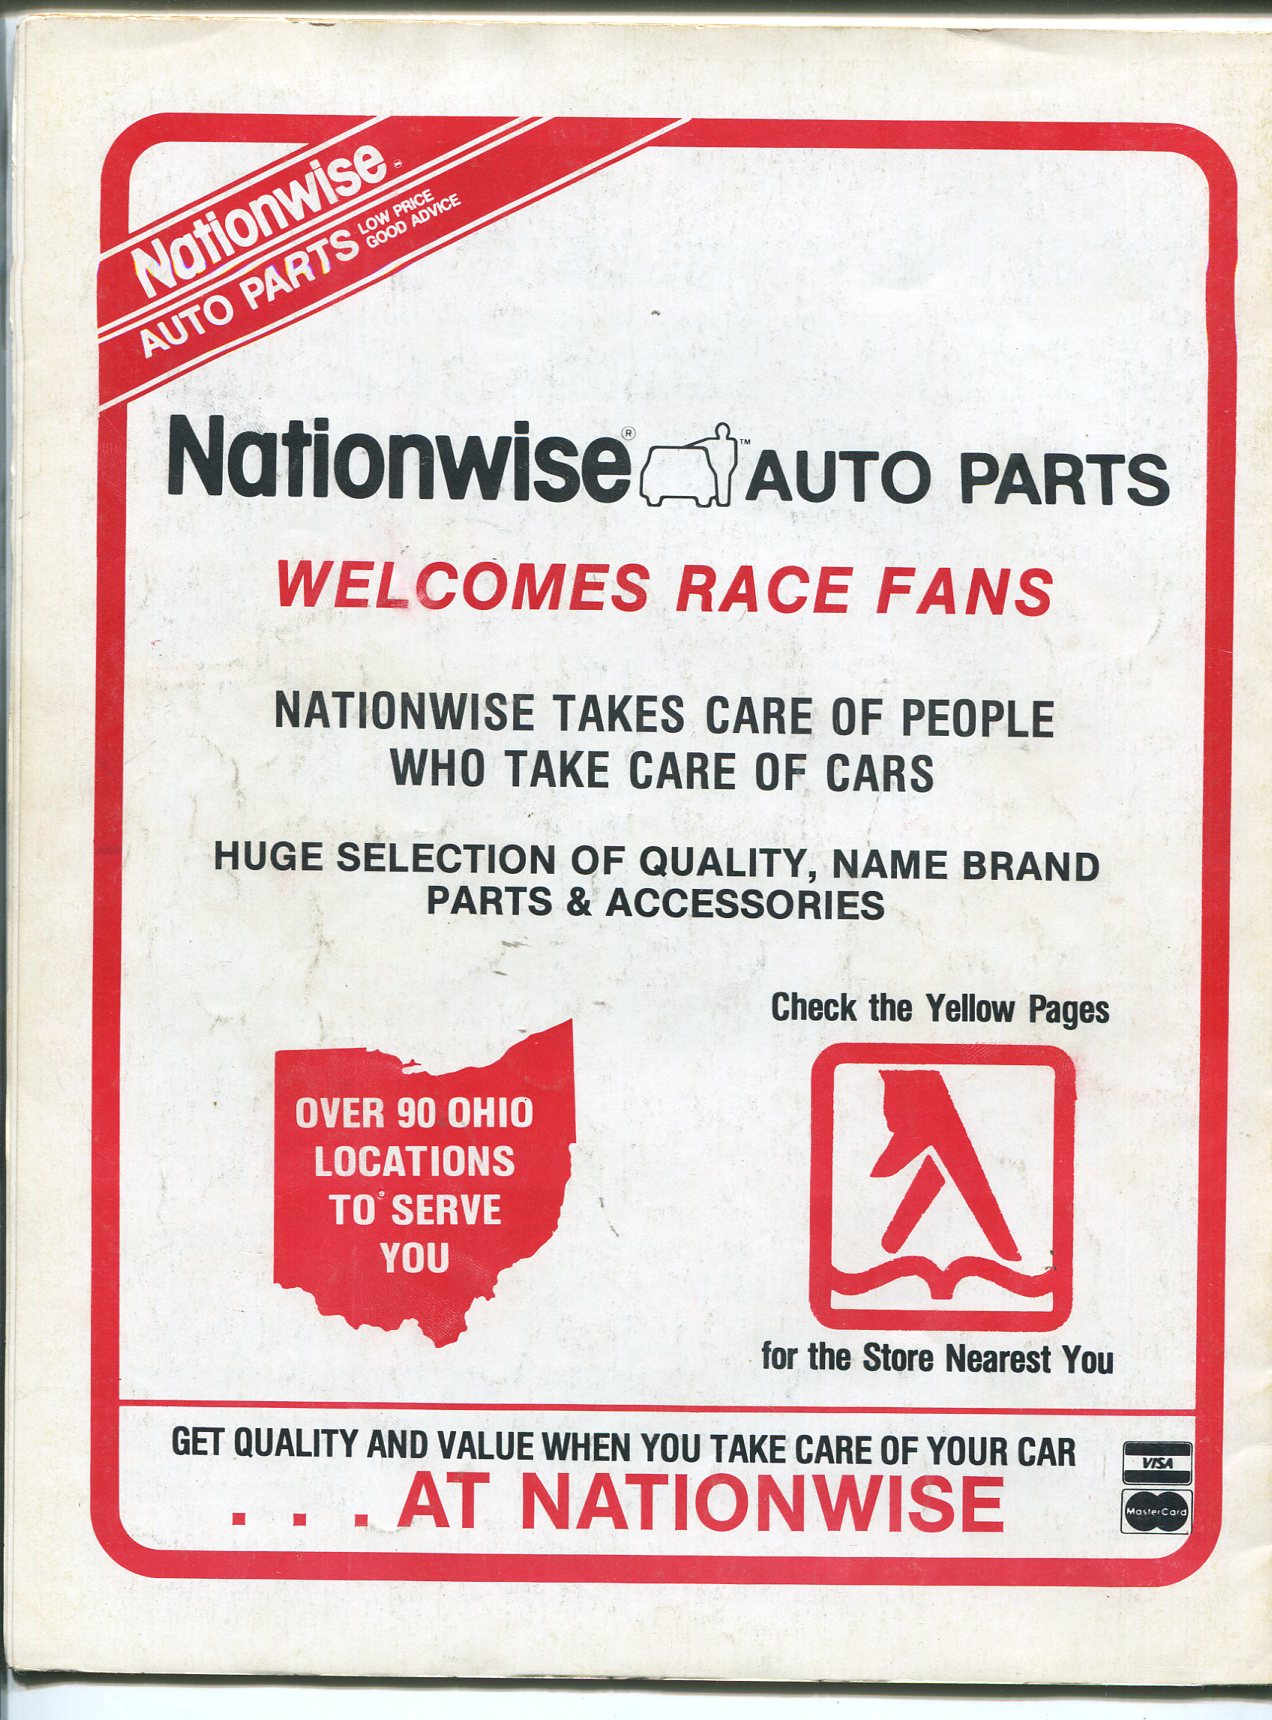 Nationwise
AUTO PARTS LOW PRICE
GOOD ADVICE
Nationwise® ™ AUTO PARTS
WELCOMES RACE FANS
NATIONWISE TAKES CARE OF PEOPLE
WHO TAKE CARE OF CARS
HUGE SELECTION OF QUALITY, NAME BRAND
PARTS & ACCESSORIES
Check the Yellow Pages
OVER 90 OHIO
LOCATIONS
TO SERVE
YOU
for the Store Nearest You
GET QUALITY AND VALUE WHEN YOU TAKE CARE OF YOUR CAR
. . . AT NATIONWISE
VISA
MasterCard